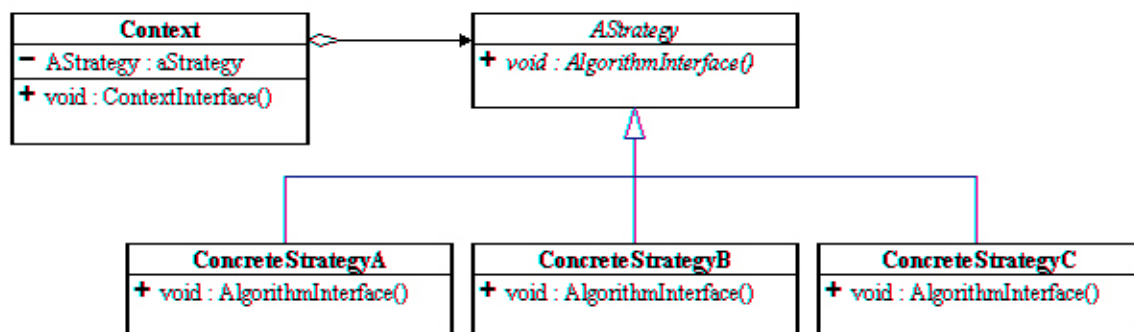 Context
- AStrategy : aStrategy
+ void : ContextInterface()
AStrategy
+ void : AlgorithmInterface()
ConcreteStrategyA
+ void : AlgorithmInterface()
ConcreteStrategyB
+ void : AlgorithmInterface()
ConcreteStrategyC
+ void : AlgorithmInterface()